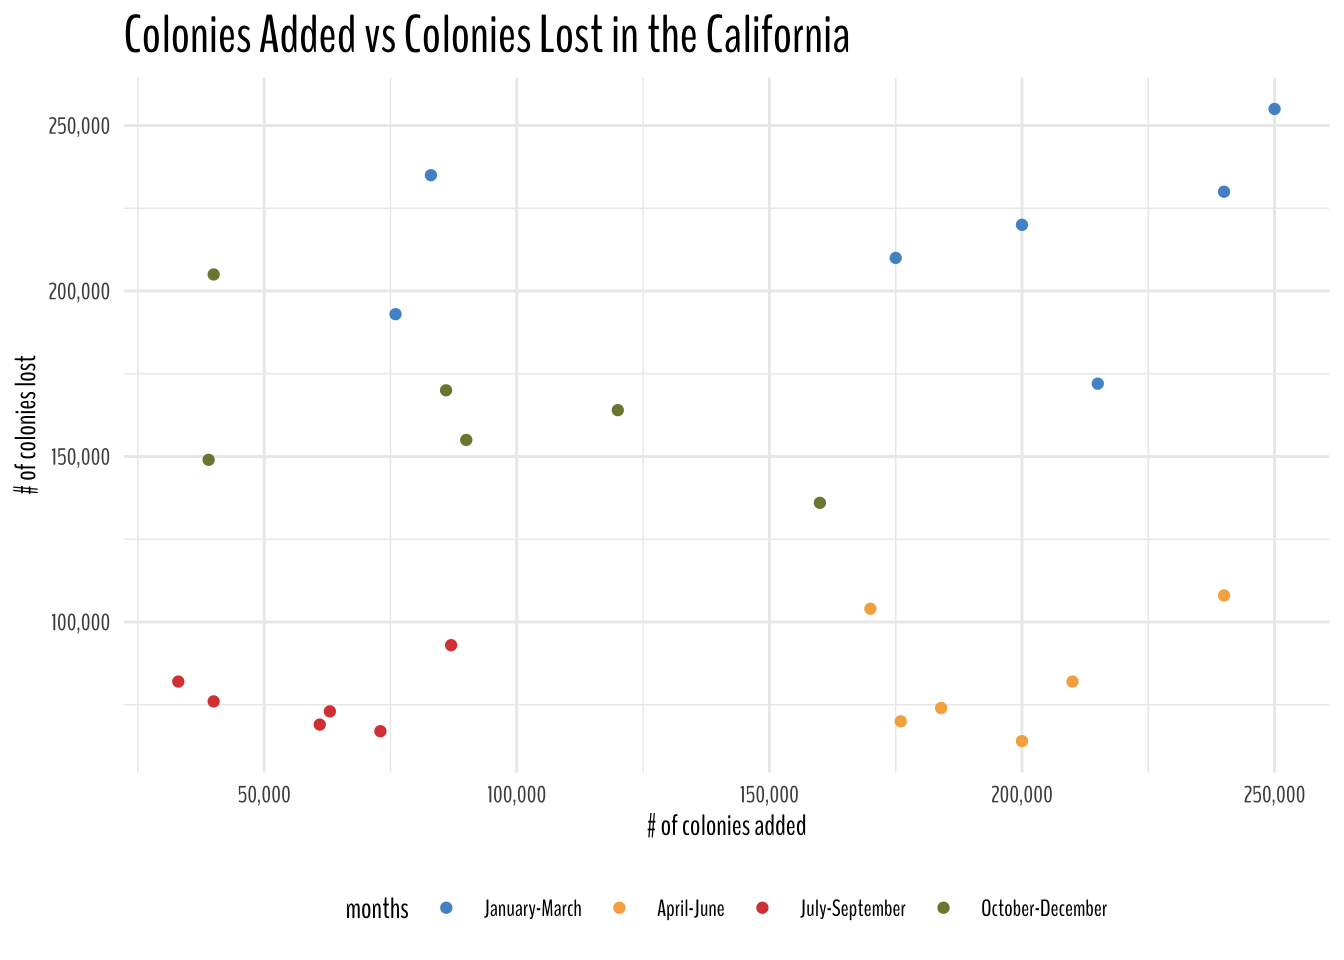 Colonies Added vs Colonies Lost in the California
250,000
200,000
150,000
100,000
# of colonies lost
50,000 100,000 150,000 200,000 250,000
# of colonies added
months January-March April-June July-September October-December